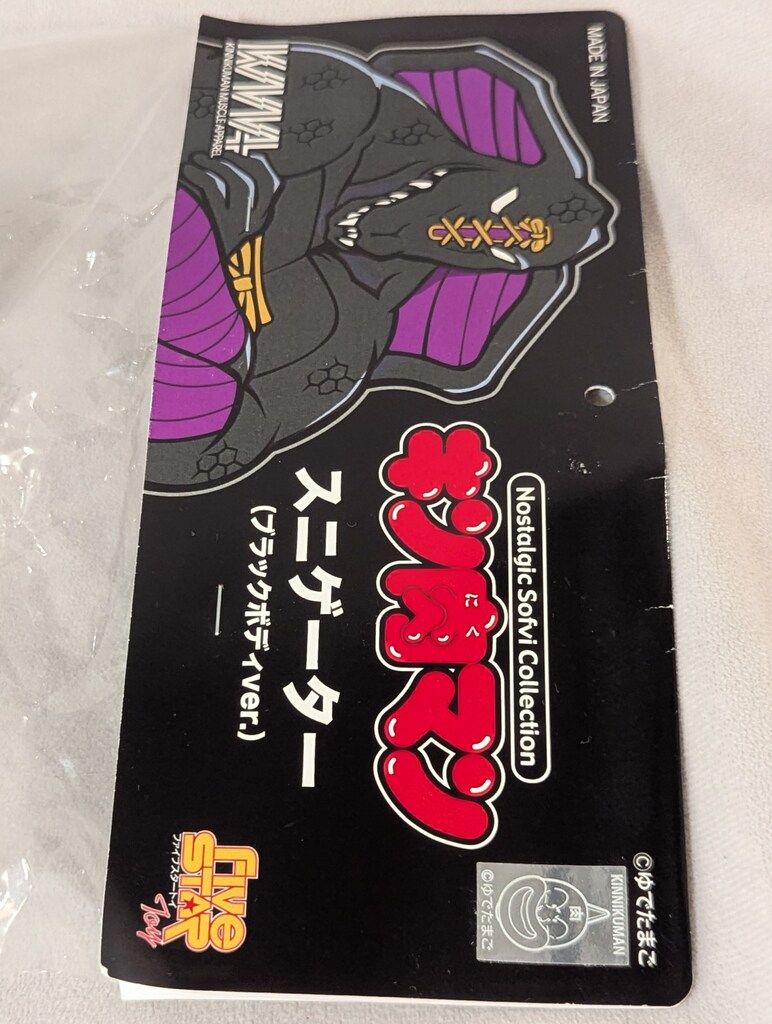 MADE IN JAPAN
KINNIKUMAN MUSCLE APPAREL
Nostalgic Sofvi Collection
キン肉マン
にく
スニゲーター
(ブラックボディver.)
Five
STAR
Toy
ファイブスタートイ
©ゆでたまご
KINNIKUMAN
肉
©ゆでたまご